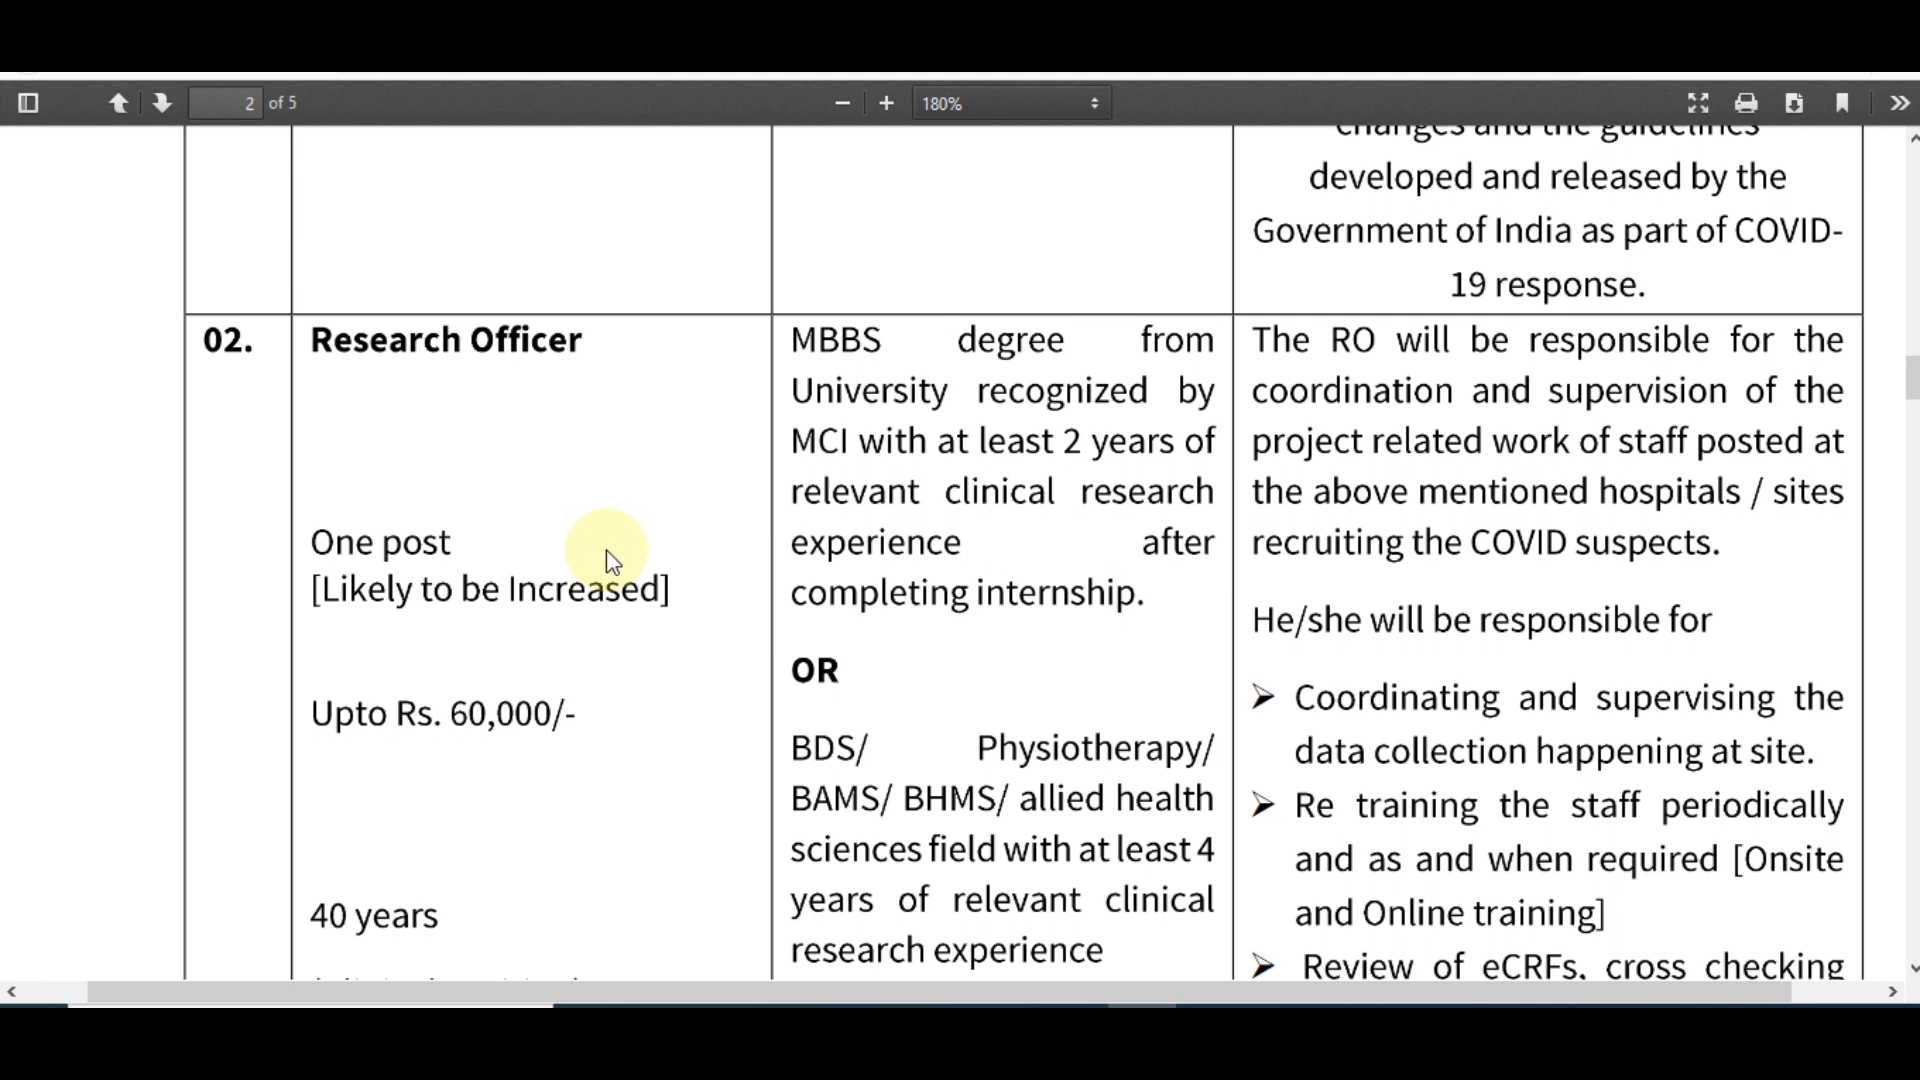 2 of 5
180%
changes and the guidelines
developed and released by the
Government of India as part of COVID-
19 response.
02.
Research Officer
One post
[Likely to be Increased]
Upto Rs. 60,000/-
40 years
MBBS degree from
University recognized by
MCI with at least 2 years of
relevant clinical research
experience after
completing internship.
OR
BDS/ Physiotherapy/
BAMS/ BHMS/ allied health
sciences field with at least 4
years of relevant clinical
research experience
The RO will be responsible for the
coordination and supervision of the
project related work of staff posted at
the above mentioned hospitals / sites
recruiting the COVID suspects.
He/she will be responsible for
➢ Coordinating and supervising the
data collection happening at site.
➢ Re training the staff periodically
and as and when required [Onsite
and Online training]
➢ Review of eCRFs, cross checking